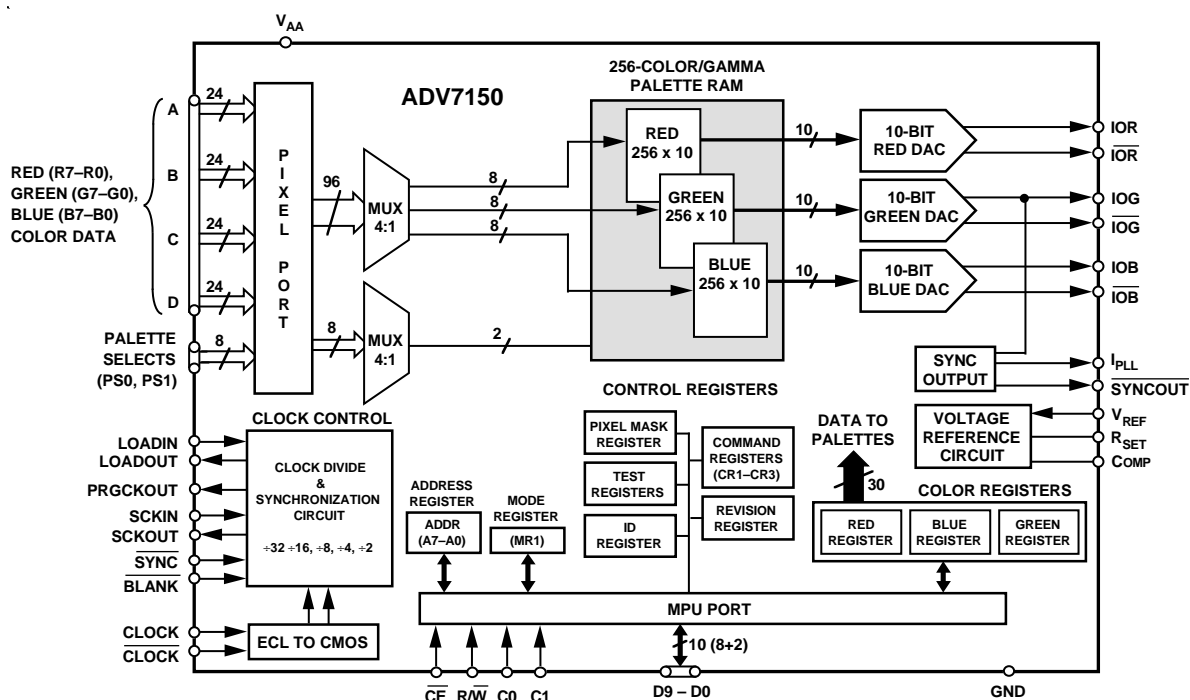 VAA
256-COLOR/GAMMA
PALETTE RAM
ADV7150
RED (R7–R0),
GREEN (G7–G0),
BLUE (B7–B0)
COLOR DATA
A
24
B
24
C
24
D
24
PALETTE
SELECTS
(PS0, PS1)
8
PIXEL
PORT
96
MUX
4:1
8
8
8
8
MUX
4:1
2
RED
256 x 10
GREEN
256 x 10
BLUE
256 x 10
10
10
10
10-BIT
RED DAC
10-BIT
GREEN DAC
10-BIT
BLUE DAC
IOR
IOR
IOG
IOG
IOB
IOB
SYNC
OUTPUT
IPLL
SYNCOUT
VOLTAGE
REFERENCE
CIRCUIT
VREF
RSET
COMP
CLOCK CONTROL
LOADIN
LOADOUT
PRGCKOUT
SCKIN
SCKOUT
SYNC
BLANK
CLOCK DIVIDE
&
SYNCHRONIZATION
CIRCUIT
÷32 ÷16, ÷8, ÷4, ÷2
CLOCK
CLOCK
ECL TO CMOS
CONTROL REGISTERS
PIXEL MASK
REGISTER
TEST
REGISTERS
ID
REGISTER
COMMAND
REGISTERS
(CR1–CR3)
REVISION
REGISTER
ADDRESS
REGISTER
ADDR
(A7–A0)
MODE
REGISTER
(MR1)
DATA TO
PALETTES
30
COLOR REGISTERS
RED
REGISTER
BLUE
REGISTER
GREEN
REGISTER
MPU PORT
10 (8+2)
CE
R/W
C0
C1
D9 – D0
GND